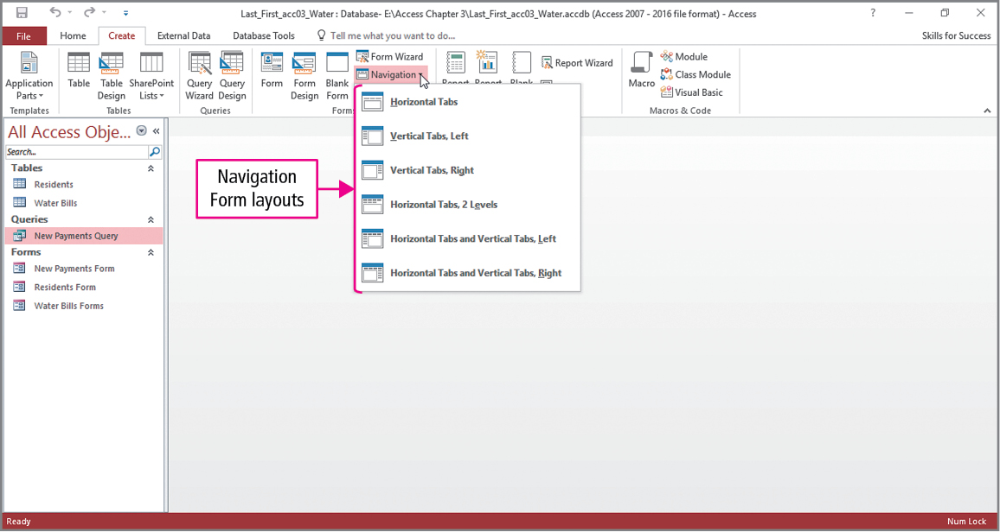 Last_First_acc03_Water : Database- E:\Access Chapter 3\Last_First_acc03_Water.accdb (Access 2007 - 2016 file format) - Access
?
File Home Create External Data Database Tools Tell me what you want to do... Skills for Success
Application Parts
Table
Table Design
SharePoint Lists
Query Wizard
Query Design
Form
Form Design
Blank Form
Form Wizard
Navigation
Report Report Blank
Report Wizard
Macro
Module
Class Module
Visual Basic
Templates Tables Queries Forms Macros & Code
Horizontal Tabs
Vertical Tabs, Left
Vertical Tabs, Right
Horizontal Tabs, 2 Levels
Horizontal Tabs and Vertical Tabs, Left
Horizontal Tabs and Vertical Tabs, Right
Navigation
Form layouts
All Access Obje... «
Search...
Tables
Residents
Water Bills
Queries
New Payments Query
Forms
New Payments Form
Residents Form
Water Bills Forms
Ready Num Lock